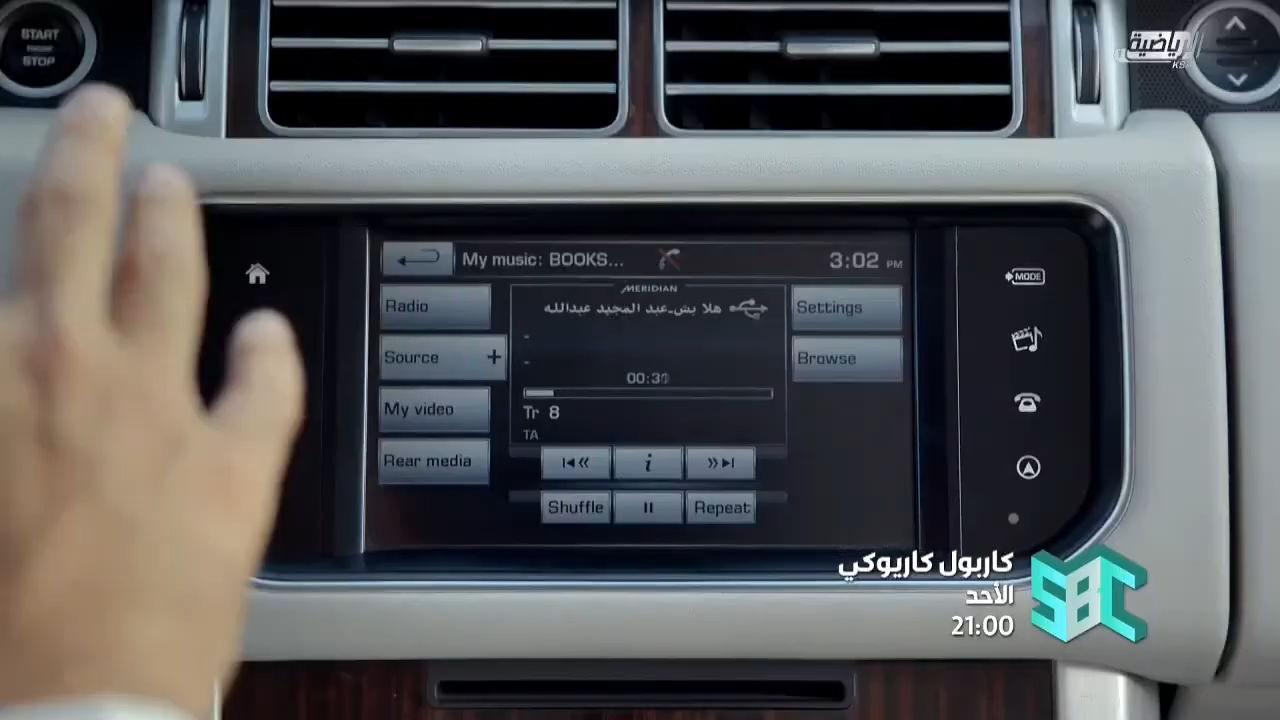 START
STOP
الرياضية
KSA
My music: BOOKS...
3:02 PM
Radio
MERIDIAN
هلا بش-عبد المجيد عبدالله
Settings
MODE
Source +
-
Browse
-
00:31
My video
Tr 8
TA
Rear media
i
Shuffle
Repeat
كاربول كاريوكي
الأحد
21:00
SBC